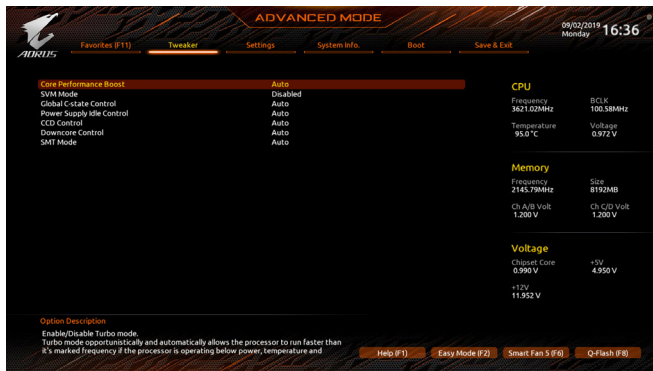 ADVANCED MODE
09/02/2019 16:36
Monday
AORUS
Favorites (F11) Tweaker Settings System Info. Boot Save & Exit
Core Performance Boost Auto
SVM Mode Disabled
Global C-state Control Auto
Power Supply Idle Control Auto
CCD Control Auto
Downcore Control Auto
SMT Mode Auto
CPU
Frequency BCLK
3621.02MHz 100.58MHz
Temperature Voltage
95.0 °C 0.972 V
Memory
Frequency Size
2145.79MHz 8192MB
Ch A/B Volt Ch C/D Volt
1.200 V 1.200 V
Voltage
Chipset Core +5V
0.990 V 4.950 V
+12V
11.952 V
Option Description
Enable/Disable Turbo mode.
Turbo mode opportunistically and automatically allows the processor to run faster than
it's marked frequency if the processor is operating below power, temperature and
Help (F1) Easy Mode (F2) Smart Fan 5 (F6) Q-Flash (F8)